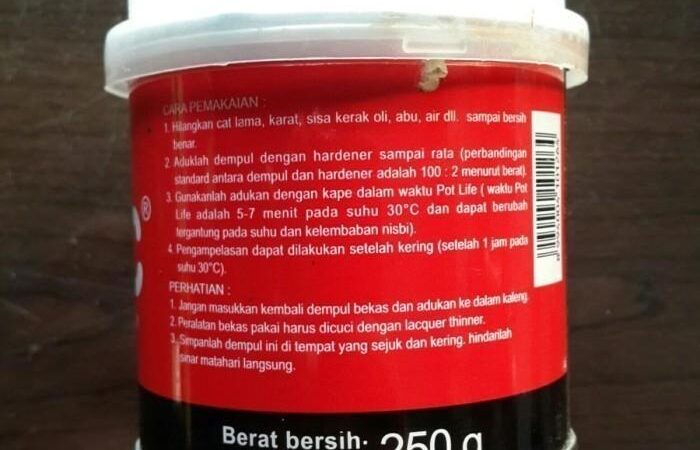 ®
CARA PEMAKAIAN :
1. Hilangkan cat lama, karat, sisa kerak oli, abu, air dll. sampai bersih
benar.
2. Aduklah dempul dengan hardener sampai rata (perbandingan
standard antara dempul dan hardener adalah 100 : 2 menurut berat).
3. Gunakanlah adukan dengan kape dalam waktu Pot Life ( waktu Pot
Life adalah 5-7 menit pada suhu 30°C dan dapat berubah
tergantung pada suhu dan kelembaban nisbi).
4. Pengampelasan dapat dilakukan setelah kering (setelah 1 jam pada
suhu 30°C).
PERHATIAN :
1. Jangan masukkan kembali dempul bekas dan adukan ke dalam kaleng.
2. Peralatan bekas pakai harus dicuci dengan lacquer thinner.
3. Simpanlah dempul ini di tempat yang sejuk dan kering. hindarilah
sinar matahari langsung.
Berat bersih: 250 g